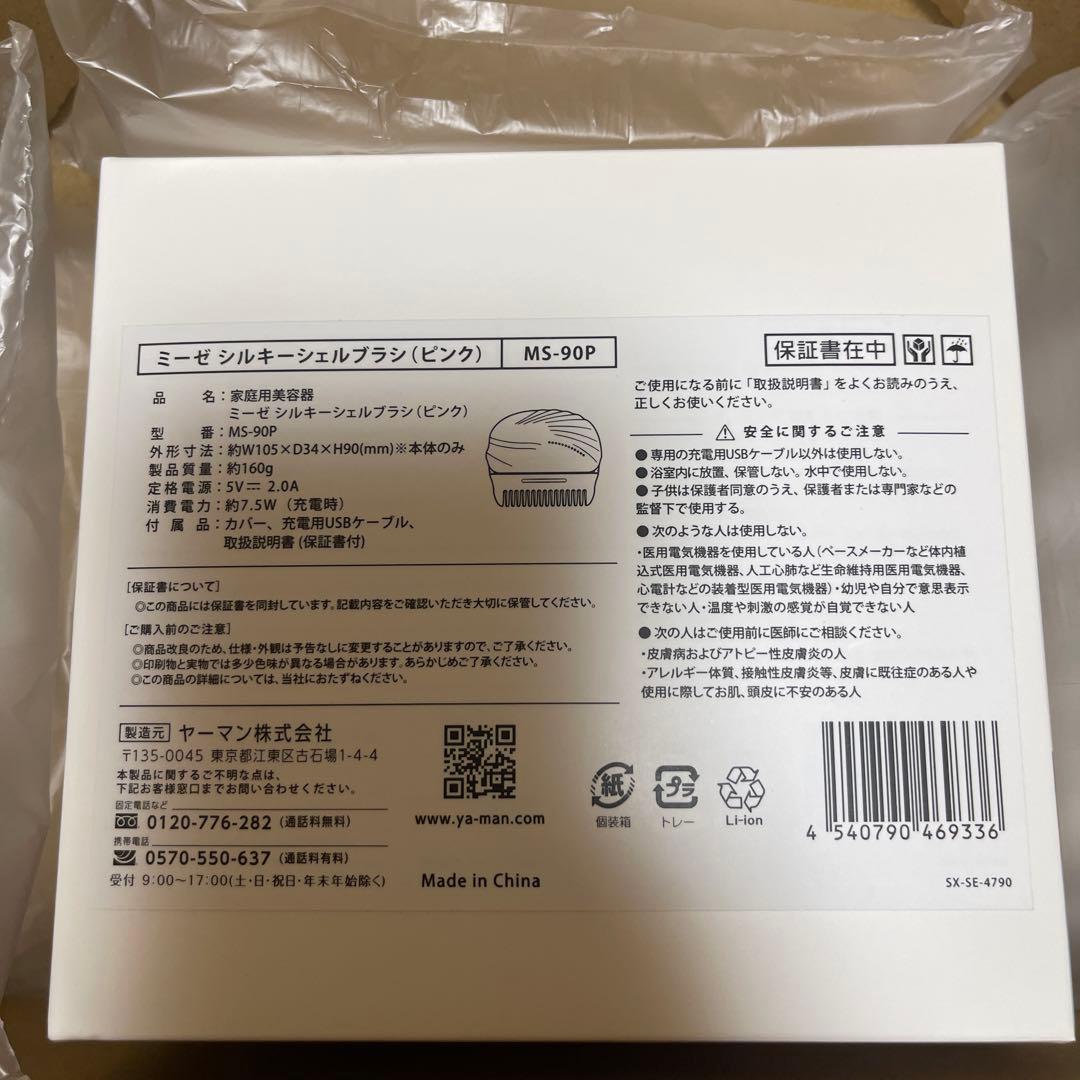 ミーゼ シルキーシェルブラシ（ピンク） MS-90P
品　名：家庭用美容器
ミーゼ シルキーシェルブラシ（ピンク）
型　番：MS-90P
外形寸法：約W105×D34×H90(mm)※本体のみ
製品質量：約160g
定格電源：5V⎓ 2.0A
消費電力：約7.5W（充電時）
付属品：カバー、充電用USBケーブル、
取扱説明書(保証書付)
[保証書について]
◎この商品には保証書を同封しています。記載内容をご確認いただき大切に保管してください。
[ご購入前のご注意]
◎商品改良のため、仕様・外観は予告なしに変更することがありますので、ご了承ください。
◎印刷物と実物では多少色味が異なる場合があります。あらかじめご了承ください。
◎この商品の詳細については、当社におたずねください。
製造元 ヤーマン株式会社
〒135-0045 東京都江東区古石場1-4-4
本製品に関するご不明な点は、
下記お客様窓口までお問い合わせください。
固定電話など
0120-776-282（通話料無料）
携帯電話
0570-550-637（通話料有料）
受付 9:00～17:00(土・日・祝日・年末年始除く)
www.ya-man.com
Made in China
保証書在中
ご使用になる前に「取扱説明書」をよくお読みのうえ、
正しくお使いください。
安全に関するご注意
●専用の充電用USBケーブル以外は使用しない。
●浴室内に放置、保管しない。水中で使用しない。
●子供は保護者同意のうえ、保護者または専門家などの
監督下で使用する。
●次のような人は使用しない。
・医用電気機器を使用している人（ペースメーカーなど体内植
込式医用電気機器、人工心肺など生命維持用医用電気機器、
心電計などの装着型医用電気機器）・幼児や自分で意思表示
できない人・温度や刺激の感覚が自覚できない人
●次の人はご使用前に医師にご相談ください。
・皮膚病およびアトピー性皮膚炎の人
・アレルギー体質、接触性皮膚炎等、皮膚に既往症のある人や
使用に際してお肌、頭皮に不安のある人
紙 プラ
個装箱 トレー Li-ion
4 540790 469336
SX-SE-4790